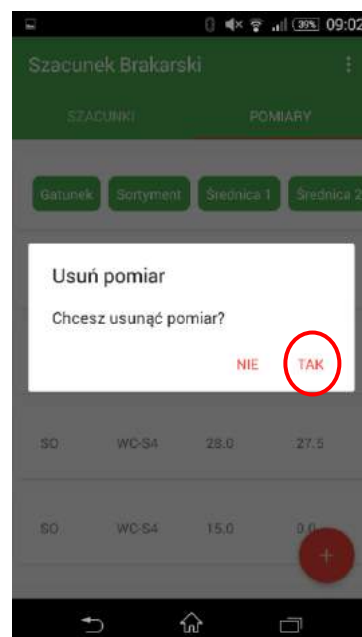 39% 09:02
Szacunek Brakarski
SZACUNKI POMIARY
Gatunek Sortyment Średnica 1 Średnica 2
Usuń pomiar
Chcesz usunąć pomiar?
NIE TAK
SO WC-S4 28.0 27.5
SO WC-S4 15.0 0.0
+